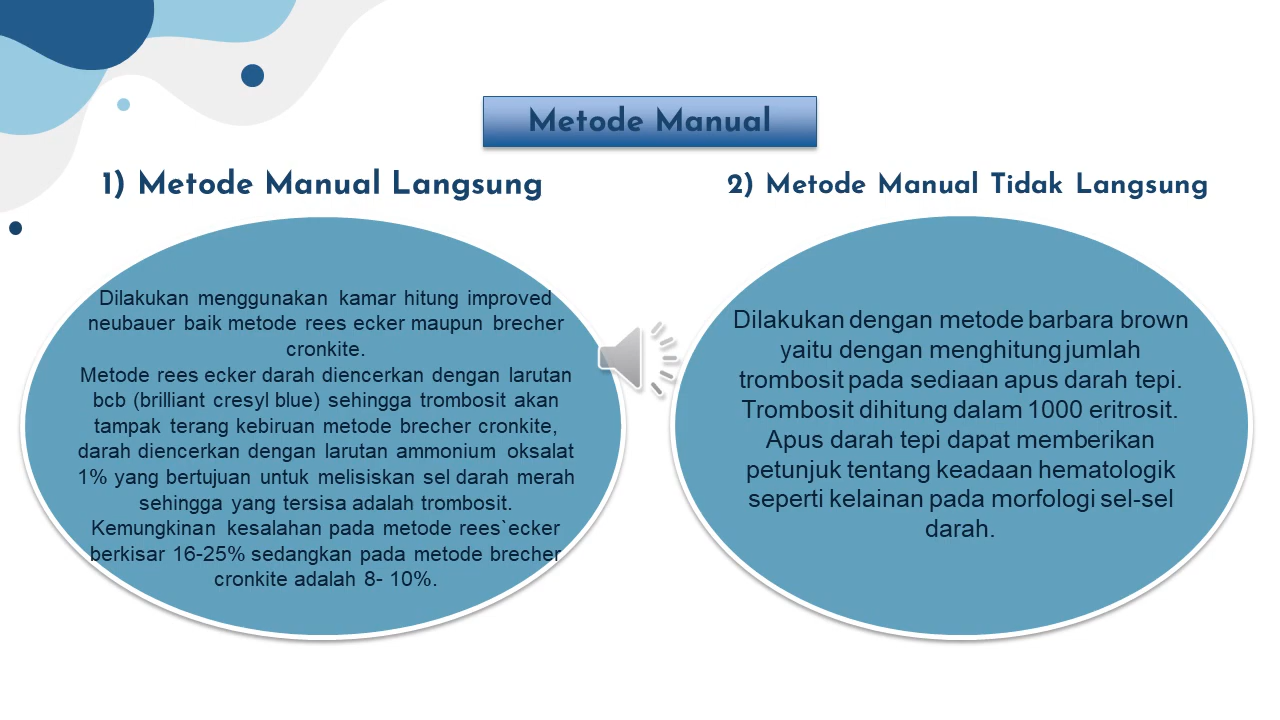 Metode Manual
1) Metode Manual Langsung
Dilakukan menggunakan kamar hitung improved
neubauer baik metode rees ecker maupun brecher
cronkite.
Metode rees ecker darah diencerkan dengan larutan
bcb (brilliant cresyl blue) sehingga trombosit akan
tampak terang kebiruan metode brecher cronkite,
darah diencerkan dengan larutan ammonium oksalat
1% yang bertujuan untuk melisiskan sel darah merah
sehingga yang tersisa adalah trombosit.
Kemungkinan kesalahan pada metode rees`ecker
berkisar 16-25% sedangkan pada metode brecher
cronkite adalah 8- 10%.
2) Metode Manual Tidak Langsung
Dilakukan dengan metode barbara brown
yaitu dengan menghitung jumlah
trombosit pada sediaan apus darah tepi.
Trombosit dihitung dalam 1000 eritrosit.
Apus darah tepi dapat memberikan
petunjuk tentang keadaan hematologik
seperti kelainan pada morfologi sel-sel
darah.